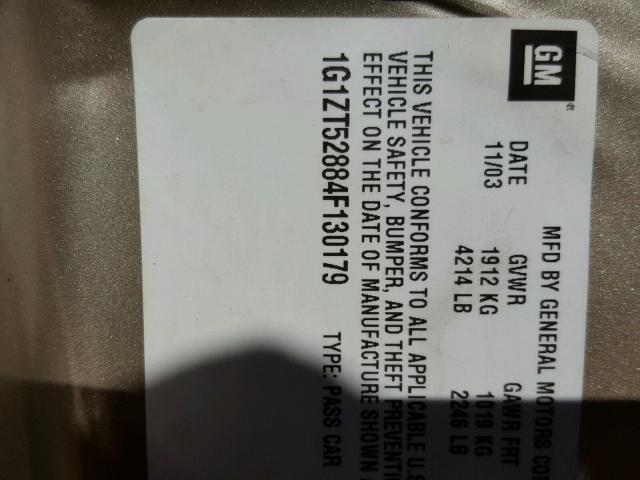 GM
MFD BY GENERAL MOTORS
DATE GVWR GAWR FRT
11/03 1912 KG 1019 KG
4214 LB 2246 LB
THIS VEHICLE CONFORMS TO ALL APPLICABLE U.S
VEHICLE SAFETY, BUMPER, AND THEFT
EFFECT ON THE DATE OF MANUFACTURE SHOWN
1G1ZT52884F130179 TYPE: PASS CAR